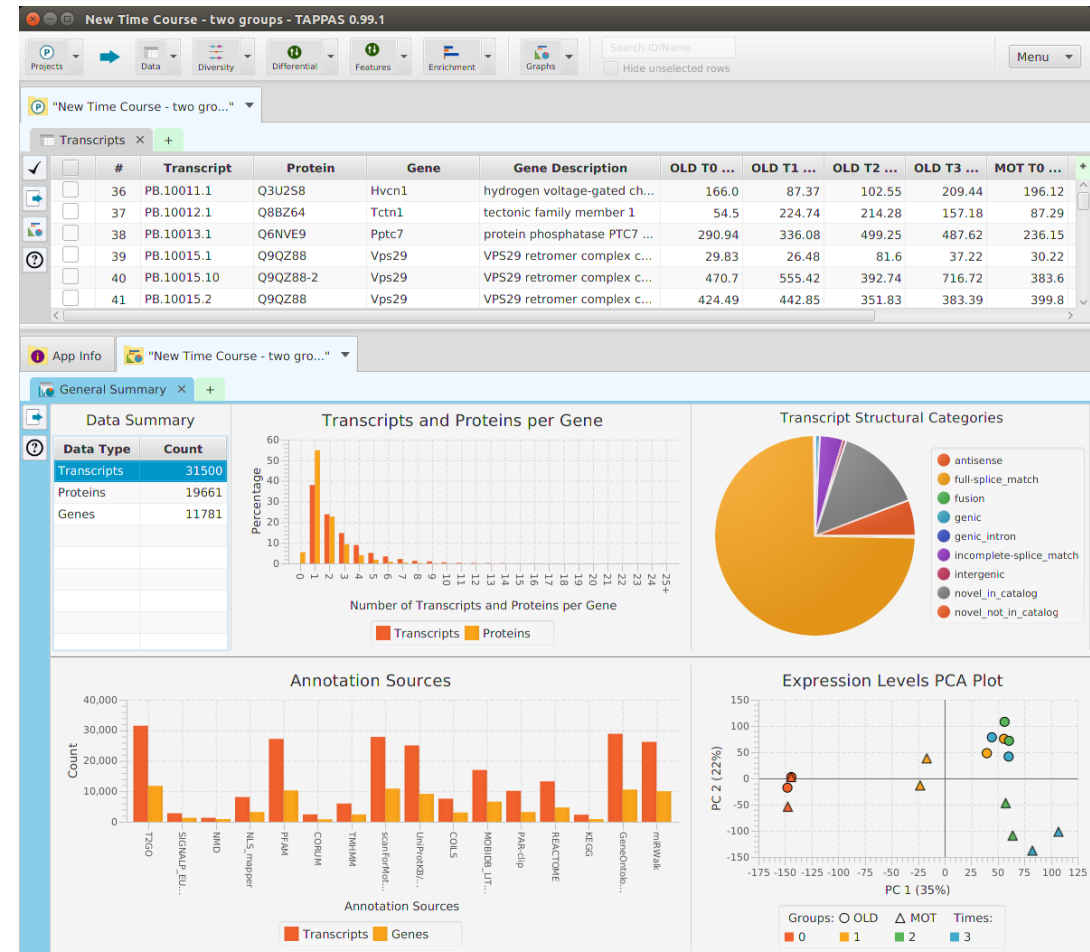 New Time Course - two groups - TAPPAS 0.99.1
Projects Data Diversity Differential Features Enrichment Graphs Search ID/Name Hide unselected rows Menu
P "New Time Course - two gro..."
Transcripts × +
# Transcript Protein Gene Gene Description OLD T0 ... OLD T1 ... OLD T2 ... OLD T3 ... MOT T0 ... +
36 PB.10011.1 Q3U2S8 Hvcn1 hydrogen voltage-gated ch... 166.0 87.37 102.55 209.44 196.12
37 PB.10012.1 Q8BZ64 Tctn1 tectonic family member 1 54.5 224.74 214.28 157.18 87.29
38 PB.10013.1 Q6NVE9 Pptc7 protein phosphatase PTC7 ... 290.94 336.08 499.25 487.62 236.15
39 PB.10015.1 Q9QZ88 Vps29 VPS29 retromer complex c... 29.83 26.48 81.6 37.22 30.22
40 PB.10015.10 Q9QZ88-2 Vps29 VPS29 retromer complex c... 470.7 555.42 392.74 716.72 383.6
41 PB.10015.2 Q9QZ88 Vps29 VPS29 retromer complex c... 424.49 442.85 351.83 383.39 399.8
App Info "New Time Course - two gro..."
General Summary × +
Data Summary
Data Type Count
Transcripts 31500
Proteins 19661
Genes 11781
Transcripts and Proteins per Gene
Percentage
60
50
40
30
20
10
0
0 1 2 3 4 5 6 7 8 9 10 11 12 13 14 15 16 17 18 19 20 21 22 23 24 25+
Number of Transcripts and Proteins per Gene
Transcripts Proteins
Transcript Structural Categories
antisense
full-splice_match
fusion
genic
genic_intron
incomplete-splice_match
intergenic
novel_in_catalog
novel_not_in_catalog
Annotation Sources
Count
40,000
30,000
20,000
10,000
0
T2GO SIGNALP_EU... NMD NLS_mapper PFAM CORUM TMHMM scanForMot... UniProtKB/... COILS MOBIDB_LIT... PAR-clip REACTOME KEGG GeneOntolo... miRWalk
Annotation Sources
Transcripts Genes
Expression Levels PCA Plot
PC 2 (22%)
150
100
50
0
-50
-100
-150
-175 -150 -125 -100 -75 -50 -25 0 25 50 75 100 125
PC 1 (35%)
Groups: OLD MOT Times:
0 1 2 3